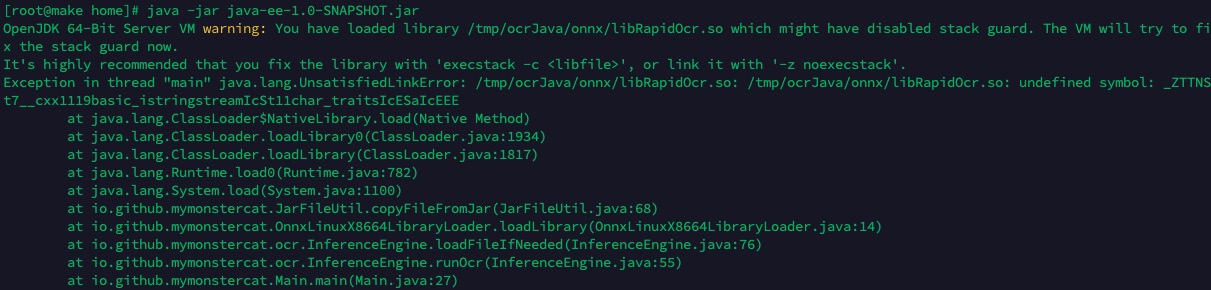 [root@make home]# java -jar java-ee-1.0-SNAPSHOT.jar
OpenJDK 64-Bit Server VM warning: You have loaded library /tmp/ocrJava/onnx/libRapidOcr.so which might have disabled stack guard. The VM will try to fi
x the stack guard now.
It's highly recommended that you fix the library with 'execstack -c <libfile>', or link it with '-z noexecstack'.
Exception in thread "main" java.lang.UnsatisfiedLinkError: /tmp/ocrJava/onnx/libRapidOcr.so: /tmp/ocrJava/onnx/libRapidOcr.so: undefined symbol: _ZTTNS
t7__cxx1119basic_istringstreamIcSt11char_traitsIcESaIcEEE
at java.lang.ClassLoader$NativeLibrary.load(Native Method)
at java.lang.ClassLoader.loadLibrary0(ClassLoader.java:1934)
at java.lang.ClassLoader.loadLibrary(ClassLoader.java:1817)
at java.lang.Runtime.load0(Runtime.java:782)
at java.lang.System.load(System.java:1100)
at io.github.mymonstercat.JarFileUtil.copyFileFromJar(JarFileUtil.java:68)
at io.github.mymonstercat.OnnxLinuxX8664LibraryLoader.loadLibrary(OnnxLinuxX8664LibraryLoader.java:14)
at io.github.mymonstercat.ocr.InferenceEngine.loadFileIfNeeded(InferenceEngine.java:76)
at io.github.mymonstercat.ocr.InferenceEngine.runOcr(InferenceEngine.java:55)
at io.github.mymonstercat.Main.main(Main.java:27)